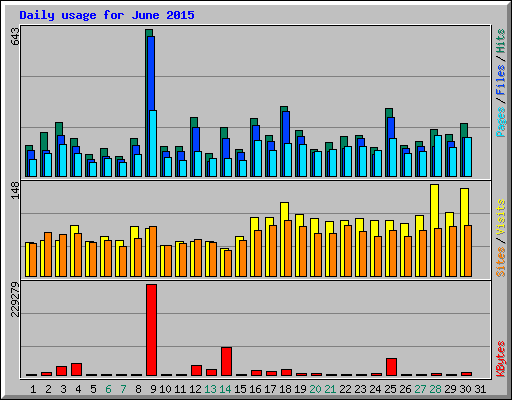 Daily usage for June 2015
643
Pages / Files / Hits
148
Sites / Visits
229279
KBytes
1 2 3 4 5 6 7 8 9 10 11 12 13 14 15 16 17 18 19 20 21 22 23 24 25 26 27 28 29 30 31